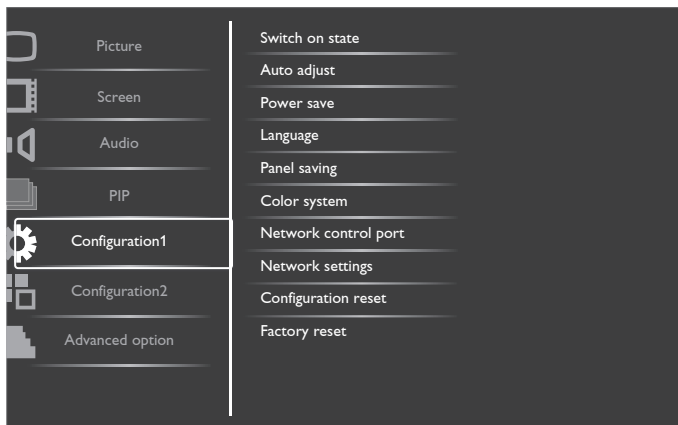 Picture
Screen
Audio
PIP
Configuration1
Configuration2
Advanced option
Switch on state
Auto adjust
Power save
Language
Panel saving
Color system
Network control port
Network settings
Configuration reset
Factory reset